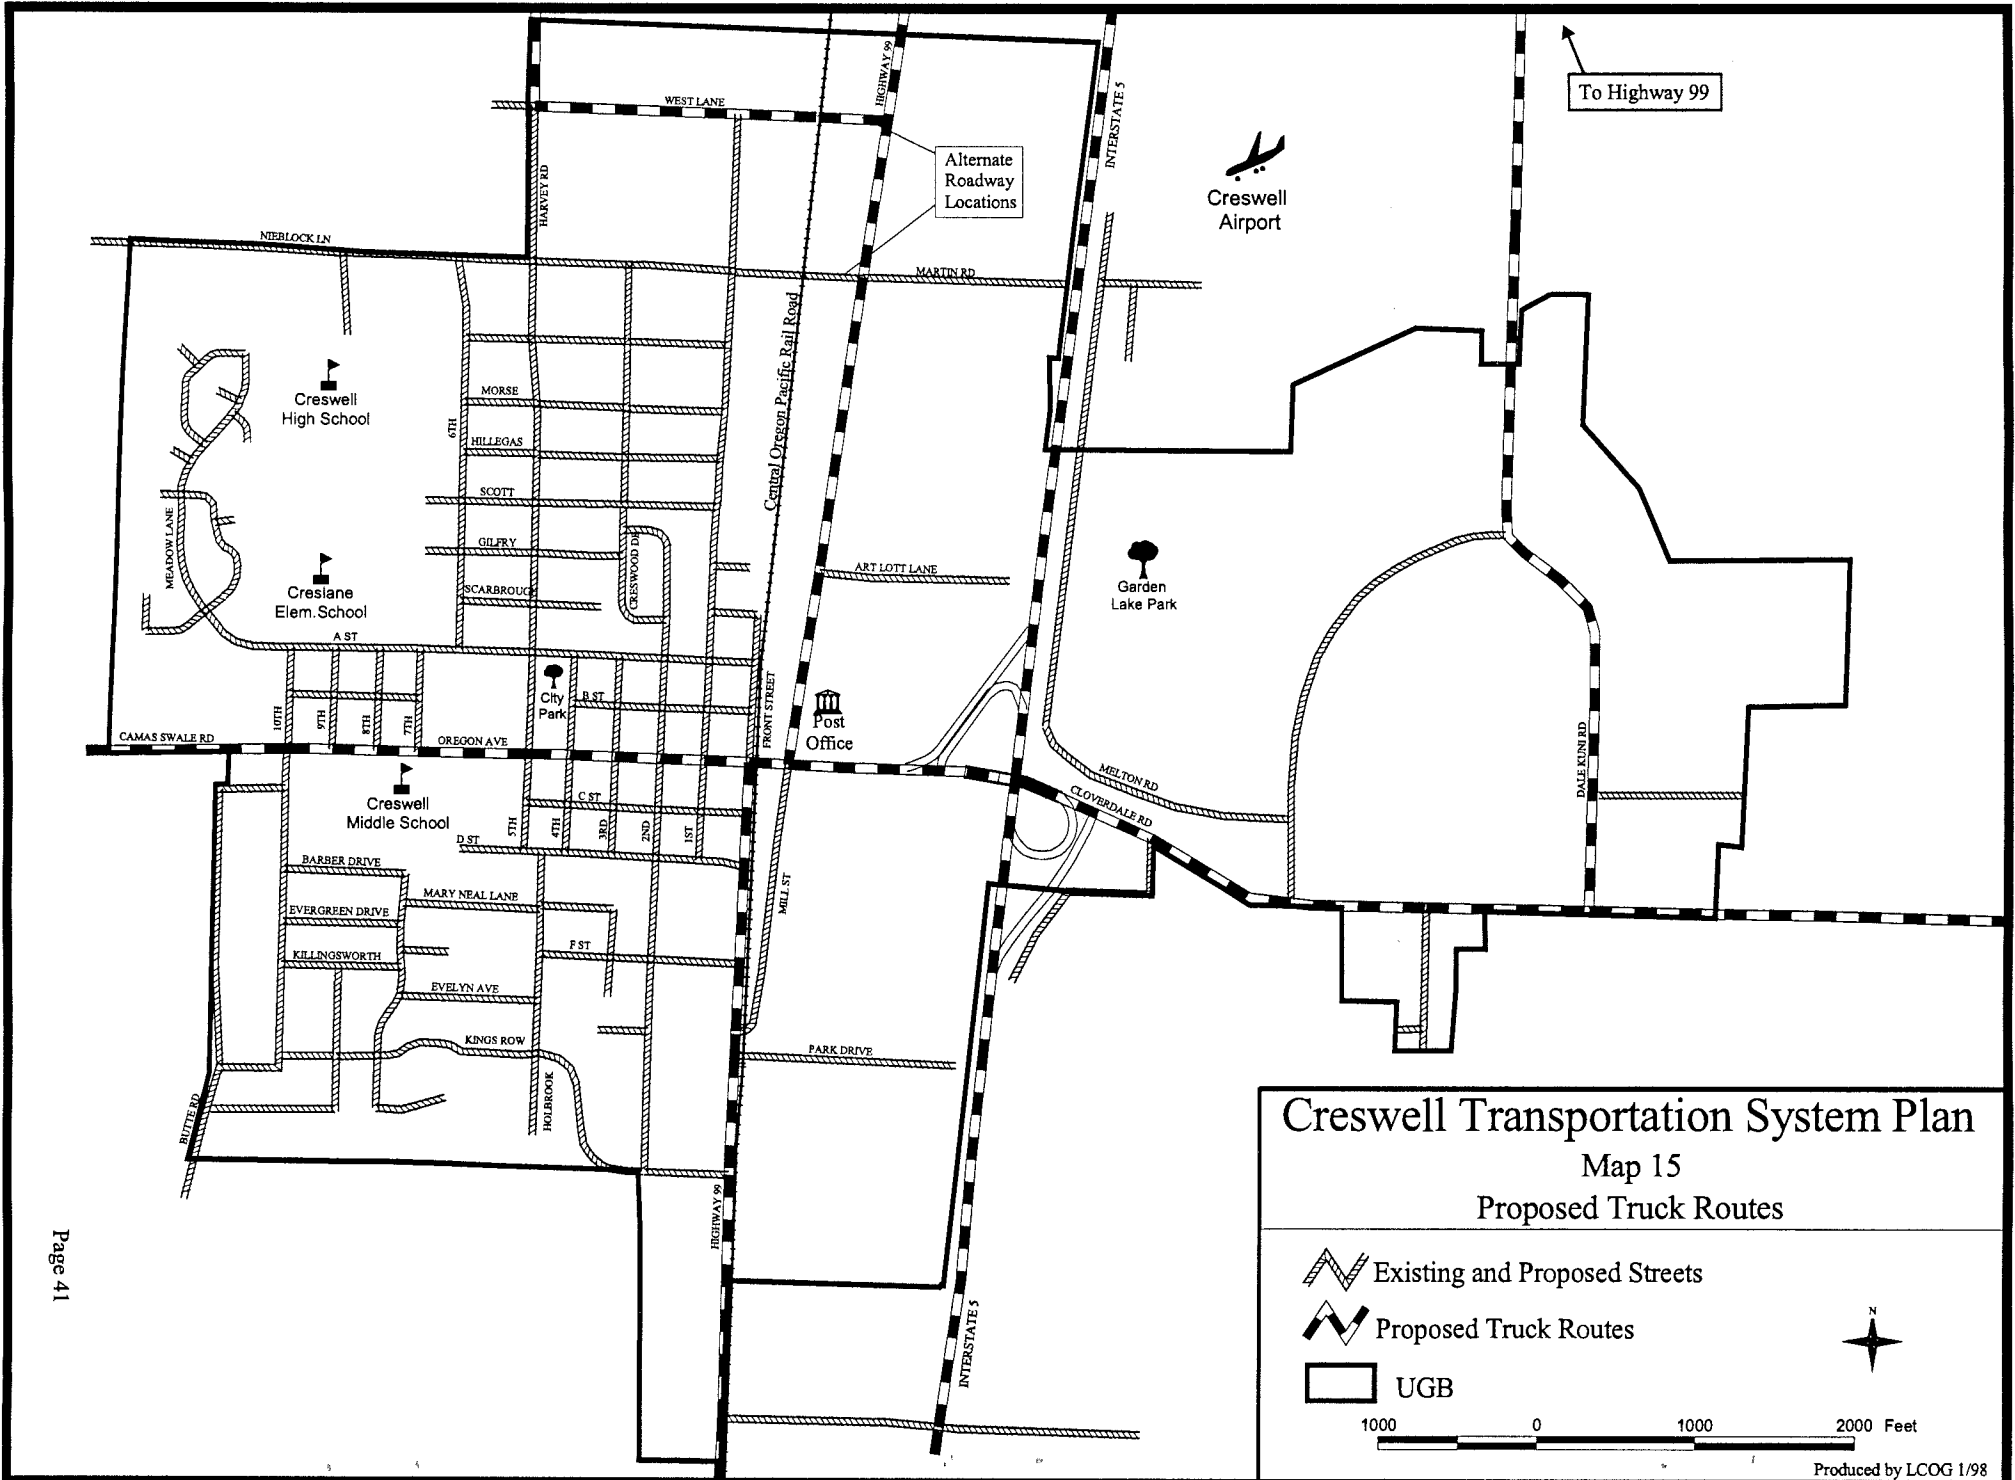 HIGHWAY 99
INTERSTATE 5
To Highway 99
WEST LANE
HARVEY RD
Alternate
Roadway
Locations
Creswell
Airport
NIEBLOCK LN
MARTIN RD
Central Oregon Pacific Rail Road
Creswell
High School
MORSE
6TH
HILLEGAS
SCOTT
MEADOW LANE
GILFRY
CRESWOOD DR
ART LOTT LANE
Garden
Lake Park
Creslane
Elem.School
SCARBROUGH
A ST
City
Park
B ST
FRONT STREET
Post
Office
10TH
9TH
8TH
7TH
CAMAS SWALE RD
OREGON AVE
MELTON RD
CLOVERDALE RD
DALE KUNI RD
Creswell
Middle School
C ST
5TH
4TH
3RD
2ND
1ST
D ST
BARBER DRIVE
MARY NEAL LANE
MILL ST
EVERGREEN DRIVE
F ST
KILLINGSWORTH
EVELYN AVE
KINGS ROW
PARK DRIVE
HOLBROOK
BUTTE RD
HIGHWAY 99
INTERSTATE 5
Page 41
Creswell Transportation System Plan
Map 15
Proposed Truck Routes
Existing and Proposed Streets
Proposed Truck Routes
UGB
N
1000 0 1000 2000 Feet
Produced by LCOG 1/98